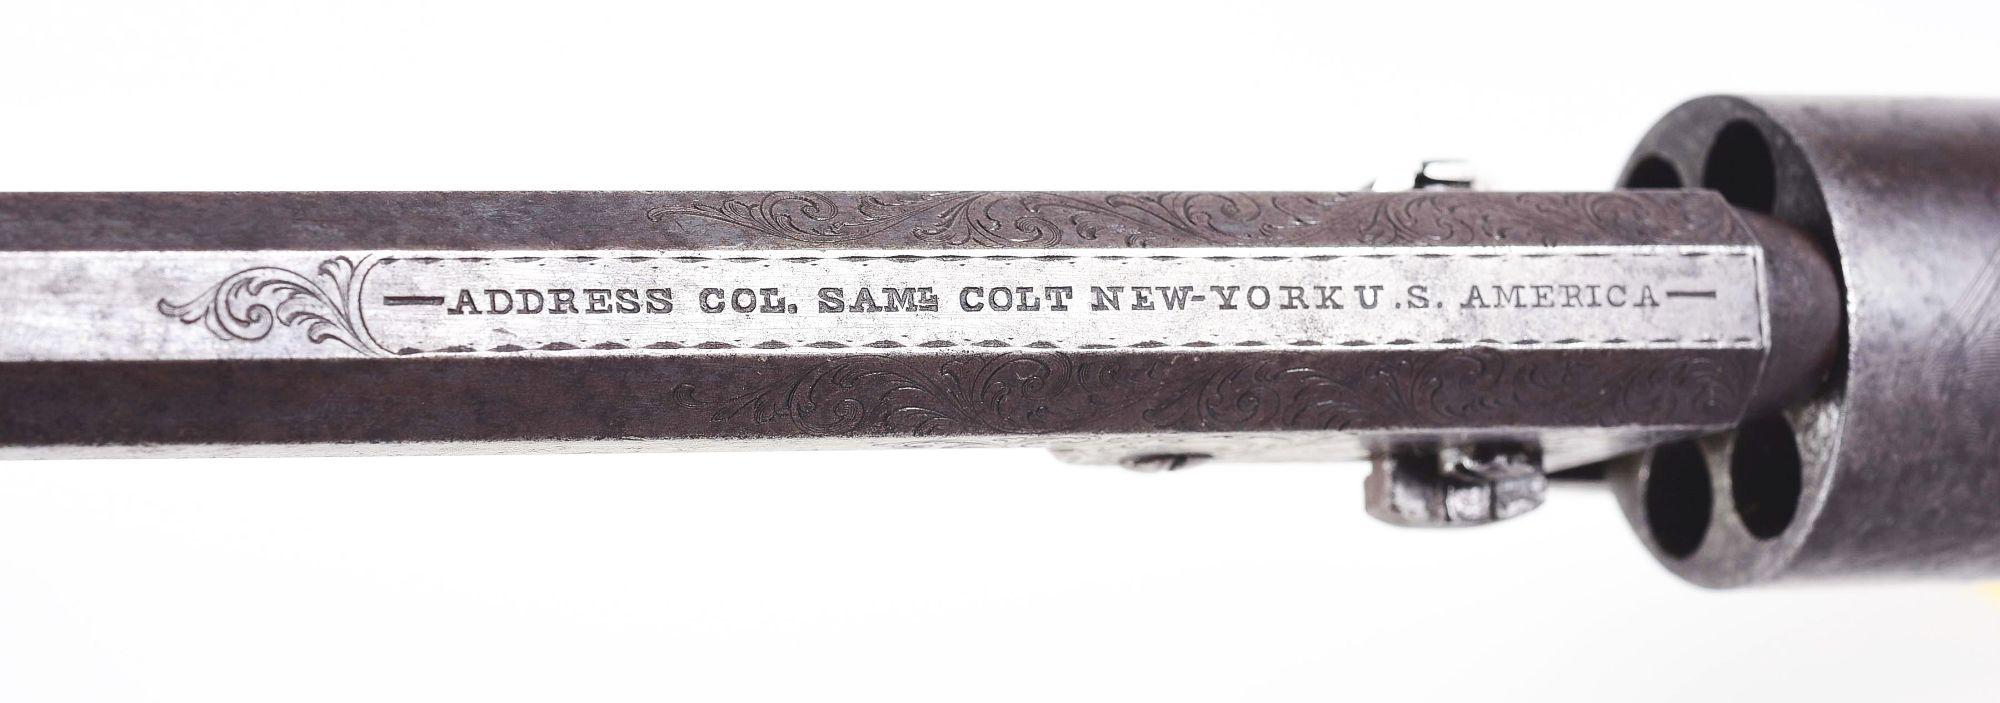 —ADDRESS COL. SAML COLT NEW-YORK U.S. AMERICA—